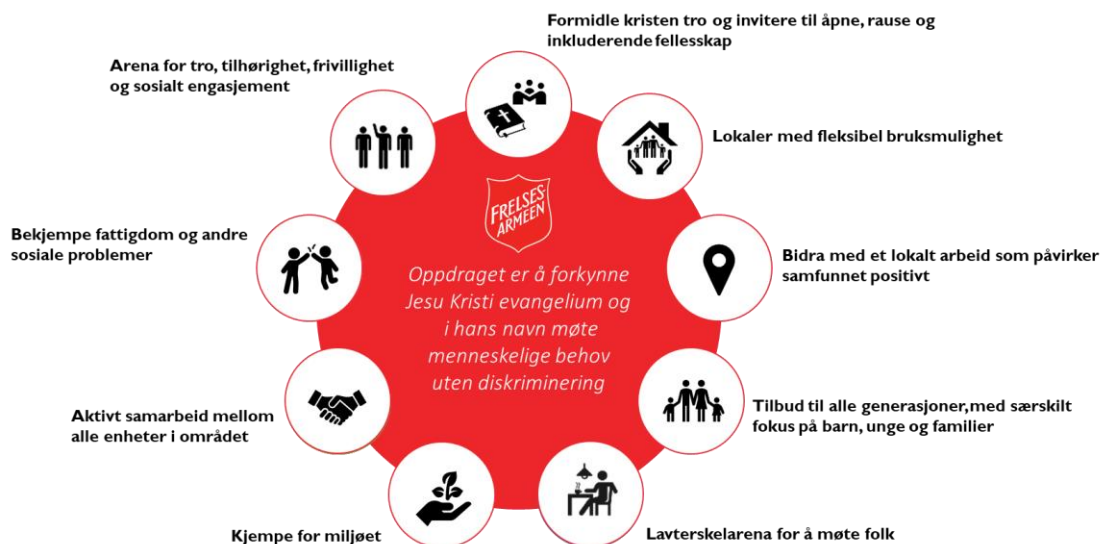 Formidle kristen tro og invitere til åpne, rause og
inkluderende fellesskap
Arena for tro, tilhørighet, frivillighet
og sosialt engasjement
Lokaler med fleksibel bruksmulighet
FRELSES-
ARMEEN
Bekjempe fattigdom og andre
sosiale problemer
Bidra med et lokalt arbeid som påvirker
samfunnet positivt
Oppdraget er å forkynne
Jesu Kristi evangelium og
i hans navn møte
menneskelige behov
uten diskriminering
Aktivt samarbeid mellom
alle enheter i området
Tilbud til alle generasjoner, med særskilt
fokus på barn, unge og familier
Kjempe for miljøet
Lavterskelarena for å møte folk